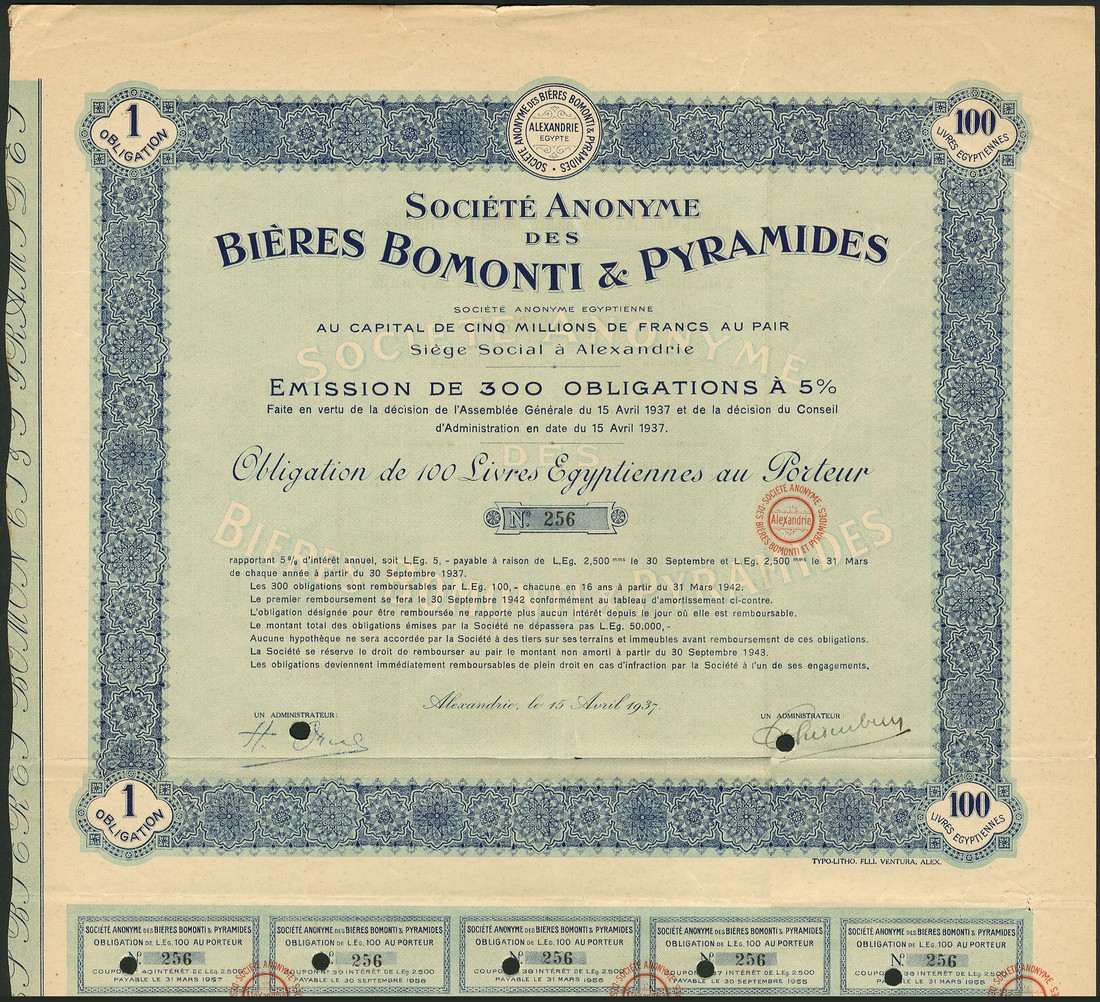 1
OBLIGATION
SOCIÉTÉ ANONYME DES BIÈRES BOMONTI & PYRAMIDES
ALEXANDRIE
EGYPTE
100
LIVRES EGYPTIENNES
SOCIÉTÉ ANONYME
DES
BIÈRES BOMONTI & PYRAMIDES
SOCIÉTÉ ANONYME EGYPTIENNE
AU CAPITAL DE CINQ MILLIONS DE FRANCS AU PAIR
Siège Social à Alexandrie
SOCIÉTÉ ANONYME
EMISSION DE 300 OBLIGATIONS À 5%
Faite en vertu de la décision de l'Assemblée Générale du 15 Avril 1937 et de la décision du Conseil
d'Administration en date du 15 Avril 1937.
DES
Obligation de 100 Livres Egyptiennes au Porteur
Nº 256
SOCIÉTÉ ANONYME
DES BIÈRES BOMONTI ET PYRAMIDES
Alexandrie
BIÈRES BOMONTI & PYRAMIDES
rapportant 5% d'intérêt annuel, soit L.Eg. 5, - payable à raison de L.Eg. 2,500 mms le 30 Septembre et L.Eg. 2,500 mms le 31 Mars
de chaque année à partir du 30 Septembre 1937.
Les 300 obligations sont remboursables par L.Eg. 100, - chacune en 16 ans à partir du 31 Mars 1942.
Le premier remboursement se fera le 30 Septembre 1942 conformément au tableau d'amortissement ci-contre.
L'obligation désignée pour être remboursée ne rapporte plus aucun intérêt depuis le jour où elle est remboursable.
Le montant total des obligations émises par la Société ne dépassera pas L.Eg. 50.000, -
Aucune hypothèque ne sera accordée par la Société à des tiers sur ses terrains et immeubles avant remboursement de ces obligations.
La Société se réserve le droit de rembourser au pair le montant non amorti à partir du 30 Septembre 1943.
Les obligations deviennent immédiatement remboursables de plein droit en cas d'infraction par la Société à l'un de ses engagements.
Alexandrie, le 15 Avril 1937.
UN ADMINISTRATEUR:
UN ADMINISTRATEUR:
1
OBLIGATION
100
LIVRES EGYPTIENNES
TYPO-LITHO. FLLI. VENTURA, ALEX.
SOCIÉTÉ ANONYME DES BIÈRES BOMONTI & PYRAMIDES
OBLIGATION DE L.EG. 100 AU PORTEUR
Nº 256
COUPON Nº 40 INTÉRÊT DE L.EG. 2.500
PAYABLE LE 31 MARS 1957
SOCIÉTÉ ANONYME DES BIÈRES BOMONTI & PYRAMIDES
OBLIGATION DE L.EG. 100 AU PORTEUR
Nº 256
COUPON Nº 39 INTÉRÊT DE L.EG. 2.500
PAYABLE LE 30 SEPTEMBRE 1956
SOCIÉTÉ ANONYME DES BIÈRES BOMONTI & PYRAMIDES
OBLIGATION DE L.EG. 100 AU PORTEUR
Nº 256
COUPON Nº 38 INTÉRÊT DE L.EG. 2.500
PAYABLE LE 31 MARS 1956
SOCIÉTÉ ANONYME DES BIÈRES BOMONTI & PYRAMIDES
OBLIGATION DE L.EG. 100 AU PORTEUR
Nº 256
COUPON Nº 37 INTÉRÊT DE L.EG. 2.500
PAYABLE LE 30 SEPTEMBRE 1955
SOCIÉTÉ ANONYME DES BIÈRES BOMONTI & PYRAMIDES
OBLIGATION DE L.EG. 100 AU PORTEUR
Nº 256
COUPON Nº 36 INTÉRÊT DE L.EG. 2.500
PAYABLE LE 31 MARS 1955